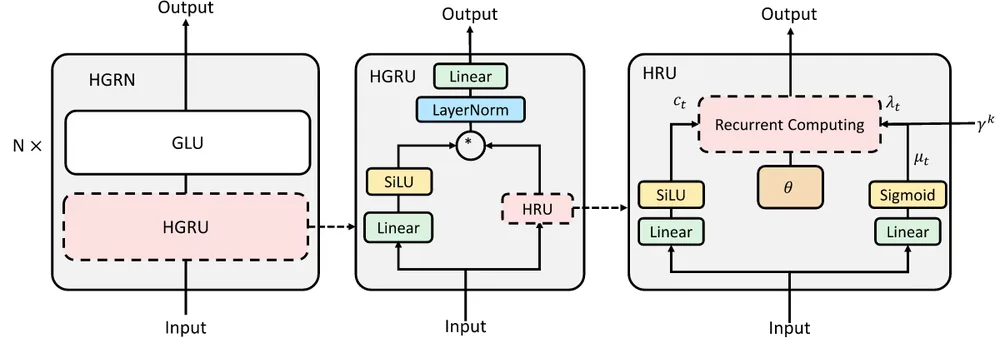 Output
HGRN
N ×
GLU
HGRU
Input
Output
HGRU
Linear
LayerNorm
*
SiLU
Linear
HRU
Input
Output
HRU
c_t
λ_t
Recurrent Computing
γ^k
μ_t
SiLU
θ
Sigmoid
Linear
Linear
Input